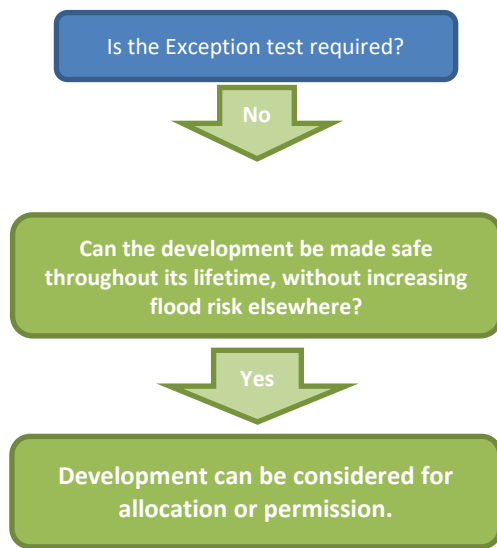 Is the Exception test required?
No
Can the development be made safe
throughout its lifetime, without increasing
flood risk elsewhere?
Yes
Development can be considered for
allocation or permission.